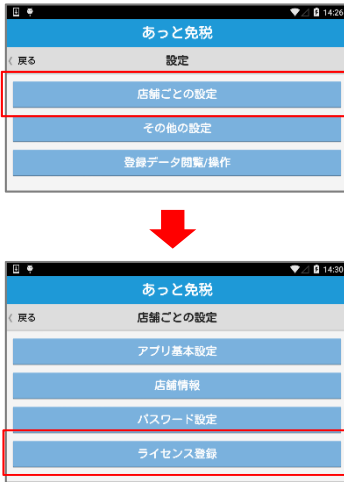 14:26
あっと免税
戻る
設定
店舗ごとの設定
その他の設定
登録データ閲覧/操作
14:30
あっと免税
戻る
店舗ごとの設定
アプリ基本設定
店舗情報
パスワード設定
ライセンス登録